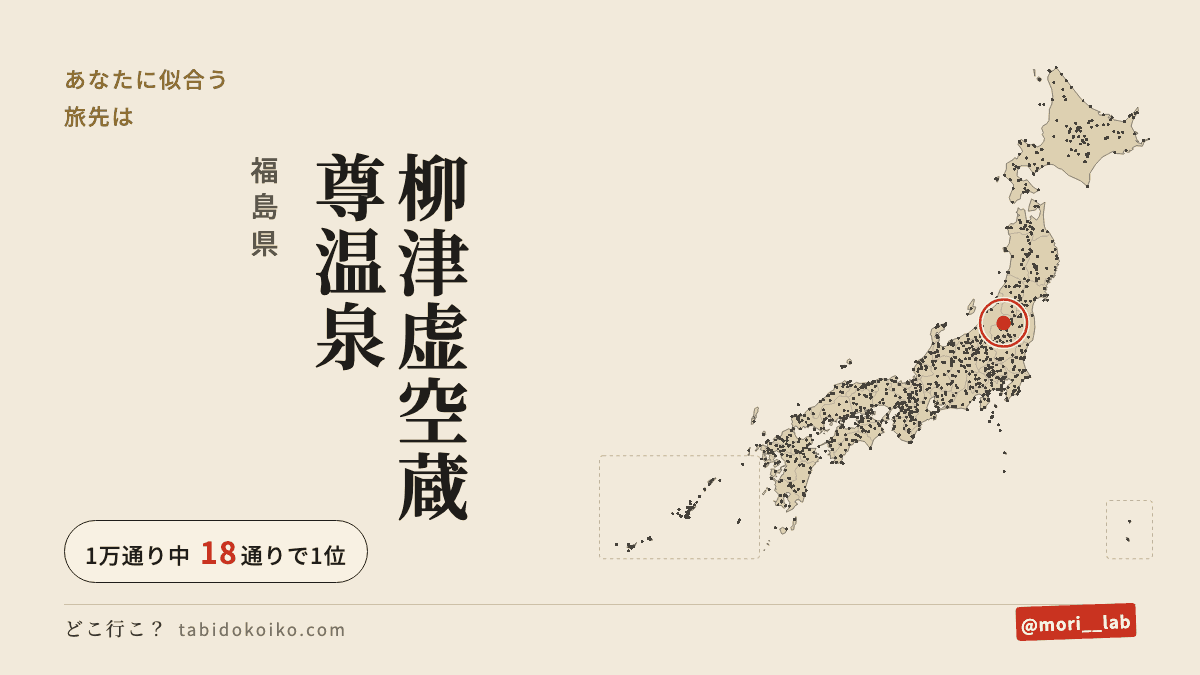 あなたに似合う
旅先は
柳津虚空蔵
尊温泉
福島県
1万通り中 18通りで1位
どこ行こ？ tabidokoiko.com
@mori__lab